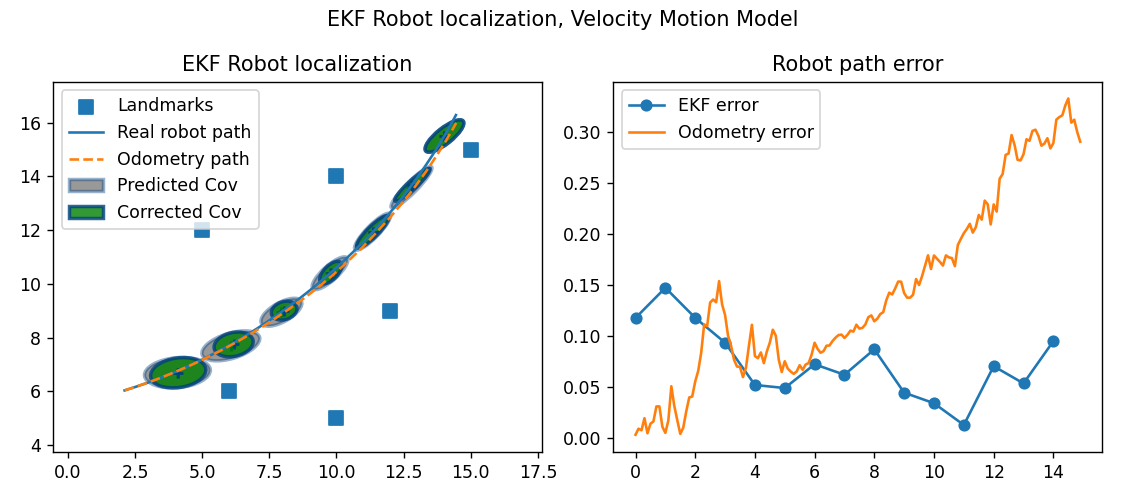 EKF Robot localization, Velocity Motion Model
EKF Robot localization
Landmarks
Real robot path
Odometry path
Predicted Cov
Corrected Cov
16
14
12
10
8
6
4
0.0 2.5 5.0 7.5 10.0 12.5 15.0 17.5
Robot path error
EKF error
Odometry error
0.30
0.25
0.20
0.15
0.10
0.05
0.00
0 2 4 6 8 10 12 14